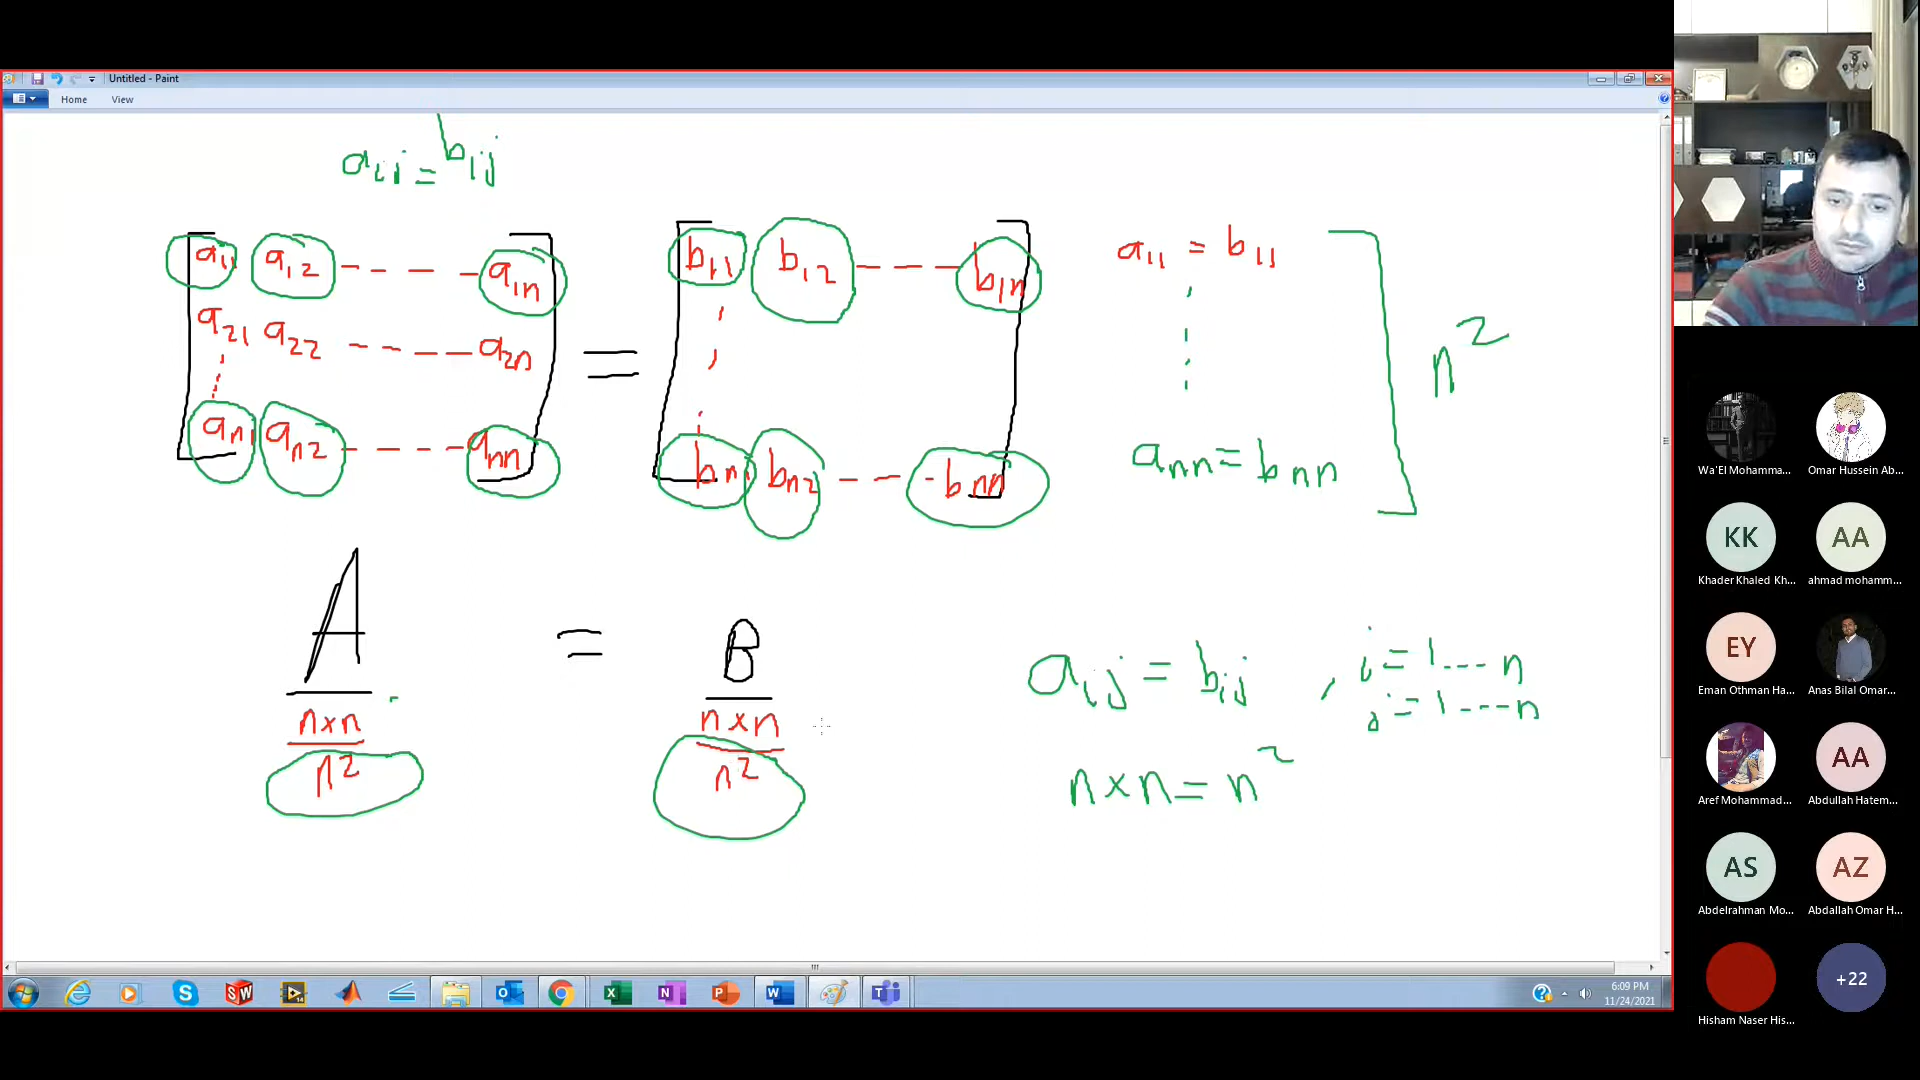 Untitled - Paint
Home View
aij = bij
a11 a12 - - - - a1n
a21 a22 - - - - - a2n
an1 an2 - - - - ann
=
b11 b12 - - - b1n
bn1 bn2 - - - bnn
a11 = b11
ann = bnn
n²
A = B
n×n
n²
n×n
n²
aij = bij , i = 1 --- n
j = 1 --- n
n×n = n²
Wa'El Mohamma...
Omar Hussein Ab...
KK
Khader Khaled Kh...
AA
ahmad mohamm...
EY
Eman Othman Ha...
Anas Bilal Omar...
Aref Mohammad...
AA
Abdullah Hatem...
AS
Abdelrahman Mo...
AZ
Abdallah Omar H...
Hisham Naser His...
+22
6:09 PM
11/24/2021